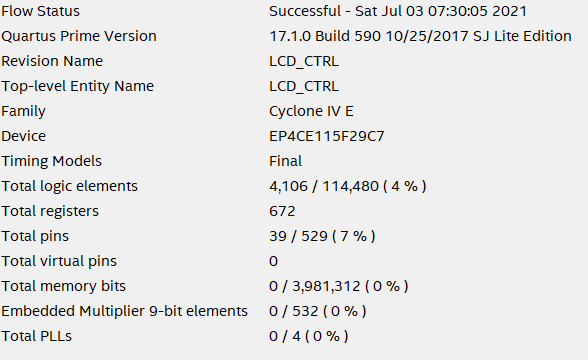 Flow Status Successful - Sat Jul 03 07:30:05 2021
Quartus Prime Version 17.1.0 Build 590 10/25/2017 SJ Lite Edition
Revision Name LCD_CTRL
Top-level Entity Name LCD_CTRL
Family Cyclone IV E
Device EP4CE115F29C7
Timing Models Final
Total logic elements 4,106 / 114,480 ( 4 % )
Total registers 672
Total pins 39 / 529 ( 7 % )
Total virtual pins 0
Total memory bits 0 / 3,981,312 ( 0 % )
Embedded Multiplier 9-bit elements 0 / 532 ( 0 % )
Total PLLs 0 / 4 ( 0 % )